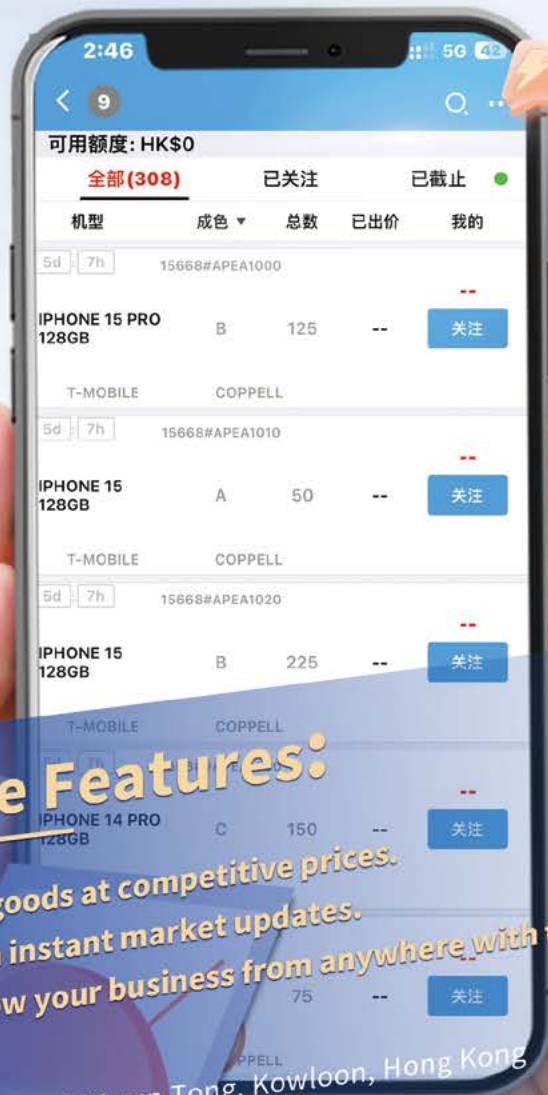 2:46
5G 42
9
可用额度: HK$0
全部(308) 已关注 已截止
机型 成色 ▼ 总数 已出价 我的
5d : 7h 15668#APEA1000
--
IPHONE 15 PRO
128GB B 125 -- 关注
T-MOBILE COPPELL
5d : 7h 15668#APEA1010
--
IPHONE 15
128GB A 50 -- 关注
T-MOBILE COPPELL
5d : 7h 15668#APEA1020
--
IPHONE 15
128GB B 225 -- 关注
T-MOBILE COPPELL
e Features:
--
IPHONE 14 PRO
128GB C 150 -- 关注
goods at competitive prices.
instant market updates.
w your business from anywhere with
75 -- 关注
Tong, Kowloon, Hong Kong